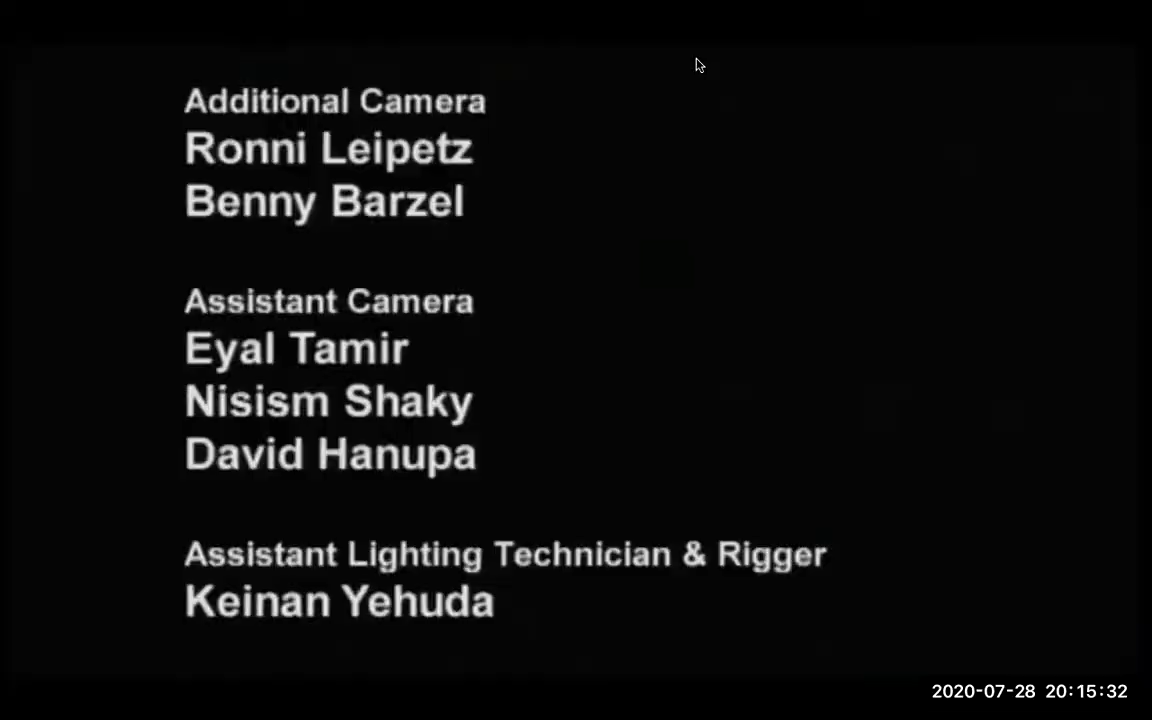 Additional Camera
Ronni Leipetz
Benny Barzel
Assistant Camera
Eyal Tamir
Nisism Shaky
David Hanupa
Assistant Lighting Technician & Rigger
Keinan Yehuda
2020-07-28 20:15:32